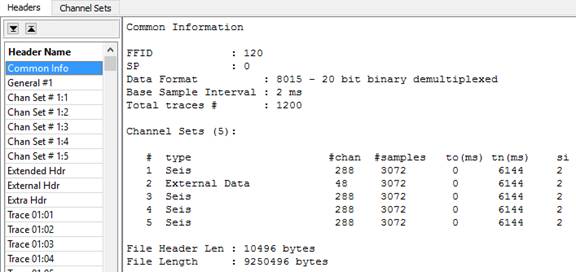 Headers Channel Sets
Header Name
Common Info
General #1
Chan Set # 1:1
Chan Set # 1:2
Chan Set # 1:3
Chan Set # 1:4
Chan Set # 1:5
Extended Hdr
External Hdr
Extra Hdr
Trace 01:01
Trace 01:02
Trace 01:03
Trace 01:04
Trace 01:05
Common Information
FFID : 120
SP : 0
Data Format : 8015 - 20 bit binary demultiplexed
Base Sample Interval : 2 ms
Total traces # : 1200
Channel Sets (5):
# type #chan #samples to(ms) tn(ms) si
1 Seis 288 3072 0 6144 2
2 External Data 48 3072 0 6144 2
3 Seis 288 3072 0 6144 2
4 Seis 288 3072 0 6144 2
5 Seis 288 3072 0 6144 2
File Header Len : 10496 bytes
File Length : 9250496 bytes